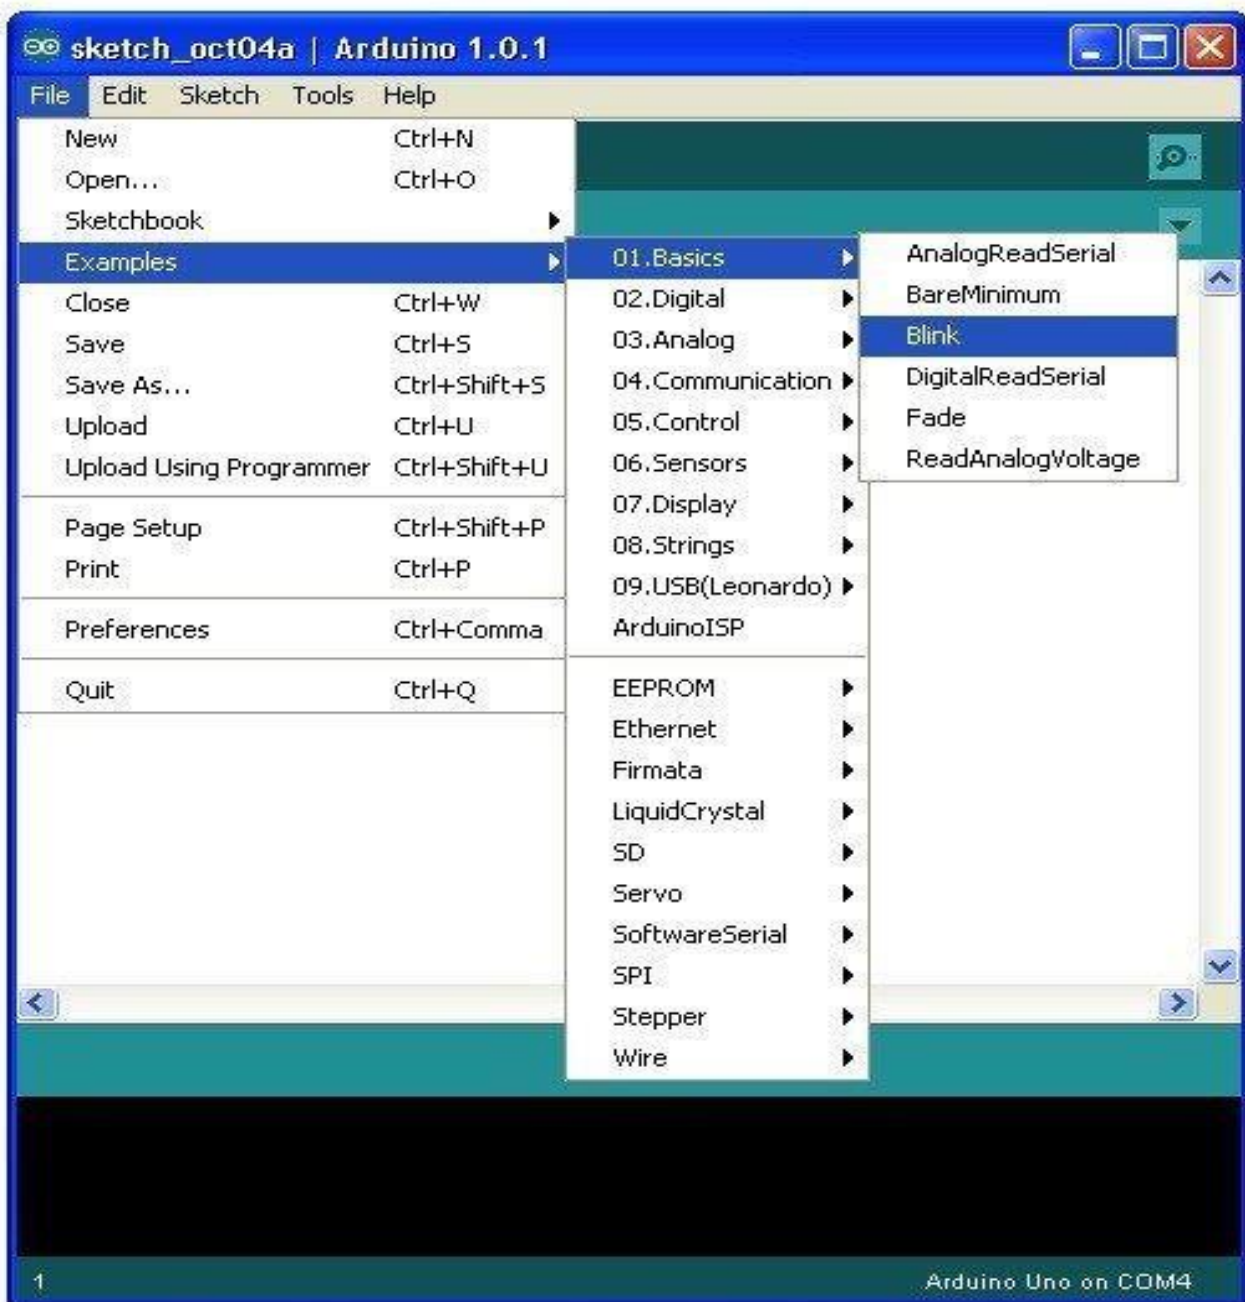 sketch_oct04a | Arduino 1.0.1
File Edit Sketch Tools Help
New Ctrl+N
Open... Ctrl+O
Sketchbook
Examples
Close Ctrl+W
Save Ctrl+S
Save As... Ctrl+Shift+S
Upload Ctrl+U
Upload Using Programmer Ctrl+Shift+U
Page Setup Ctrl+Shift+P
Print Ctrl+P
Preferences Ctrl+Comma
Quit Ctrl+Q
01.Basics
02.Digital
03.Analog
04.Communication
05.Control
06.Sensors
07.Display
08.Strings
09.USB(Leonardo)
ArduinoISP
EEPROM
Ethernet
Firmata
LiquidCrystal
SD
Servo
SoftwareSerial
SPI
Stepper
Wire
AnalogReadSerial
BareMinimum
Blink
DigitalReadSerial
Fade
ReadAnalogVoltage
1 Arduino Uno on COM4